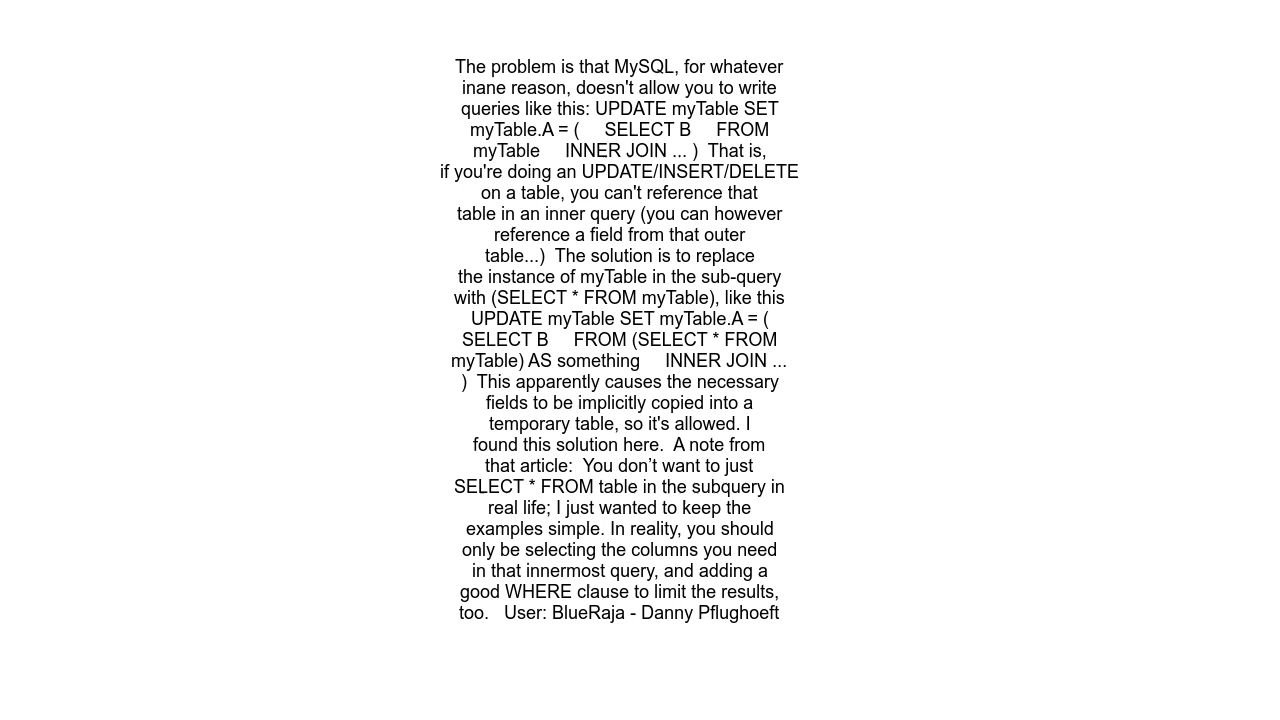 The problem is that MySQL, for whatever
inane reason, doesn't allow you to write
queries like this: UPDATE myTable SET
myTable.A = (     SELECT B     FROM
myTable     INNER JOIN ... )  That is,
if you're doing an UPDATE/INSERT/DELETE
on a table, you can't reference that
table in an inner query (you can however
reference a field from that outer
table...)  The solution is to replace
the instance of myTable in the sub-query
with (SELECT * FROM myTable), like this
UPDATE myTable SET myTable.A = (
SELECT B     FROM (SELECT * FROM
myTable) AS something     INNER JOIN ...
)  This apparently causes the necessary
fields to be implicitly copied into a
temporary table, so it's allowed. I
found this solution here.  A note from
that article:  You don’t want to just
SELECT * FROM table in the subquery in
real life; I just wanted to keep the
examples simple. In reality, you should
only be selecting the columns you need
in that innermost query, and adding a
good WHERE clause to limit the results,
too.   User: BlueRaja - Danny Pflughoeft